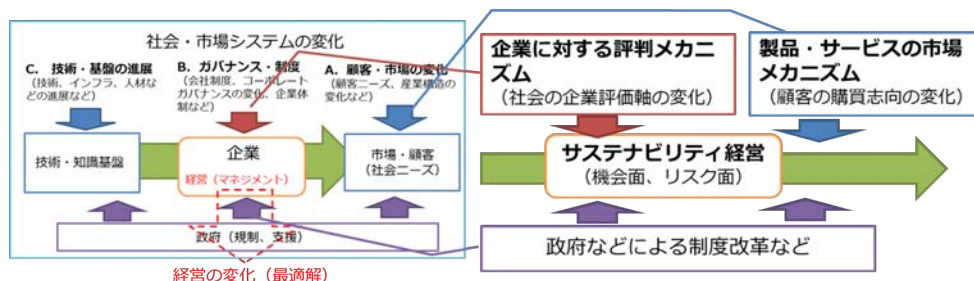 社会・市場システムの変化
C. 技術・基盤の進展
（技術、インフラ、人材な
どの進展など）
B. ガバナンス・制度
（会社制度、コーポレート
ガバナンスの変化、企業体
制など）
A. 顧客・市場の変化
（顧客ニーズ、産業構造の
変化など）
技術・知識基盤
企業
経営（マネジメント）
市場・顧客
（社会ニーズ）
政府（規制、支援）
経営の変化（最適解）
企業に対する評判メカニ
ズム
（社会の企業評価軸の変化）
製品・サービスの市場
メカニズム
（顧客の購買志向の変化）
サステナビリティ経営
（機会面、リスク面）
政府などによる制度改革など